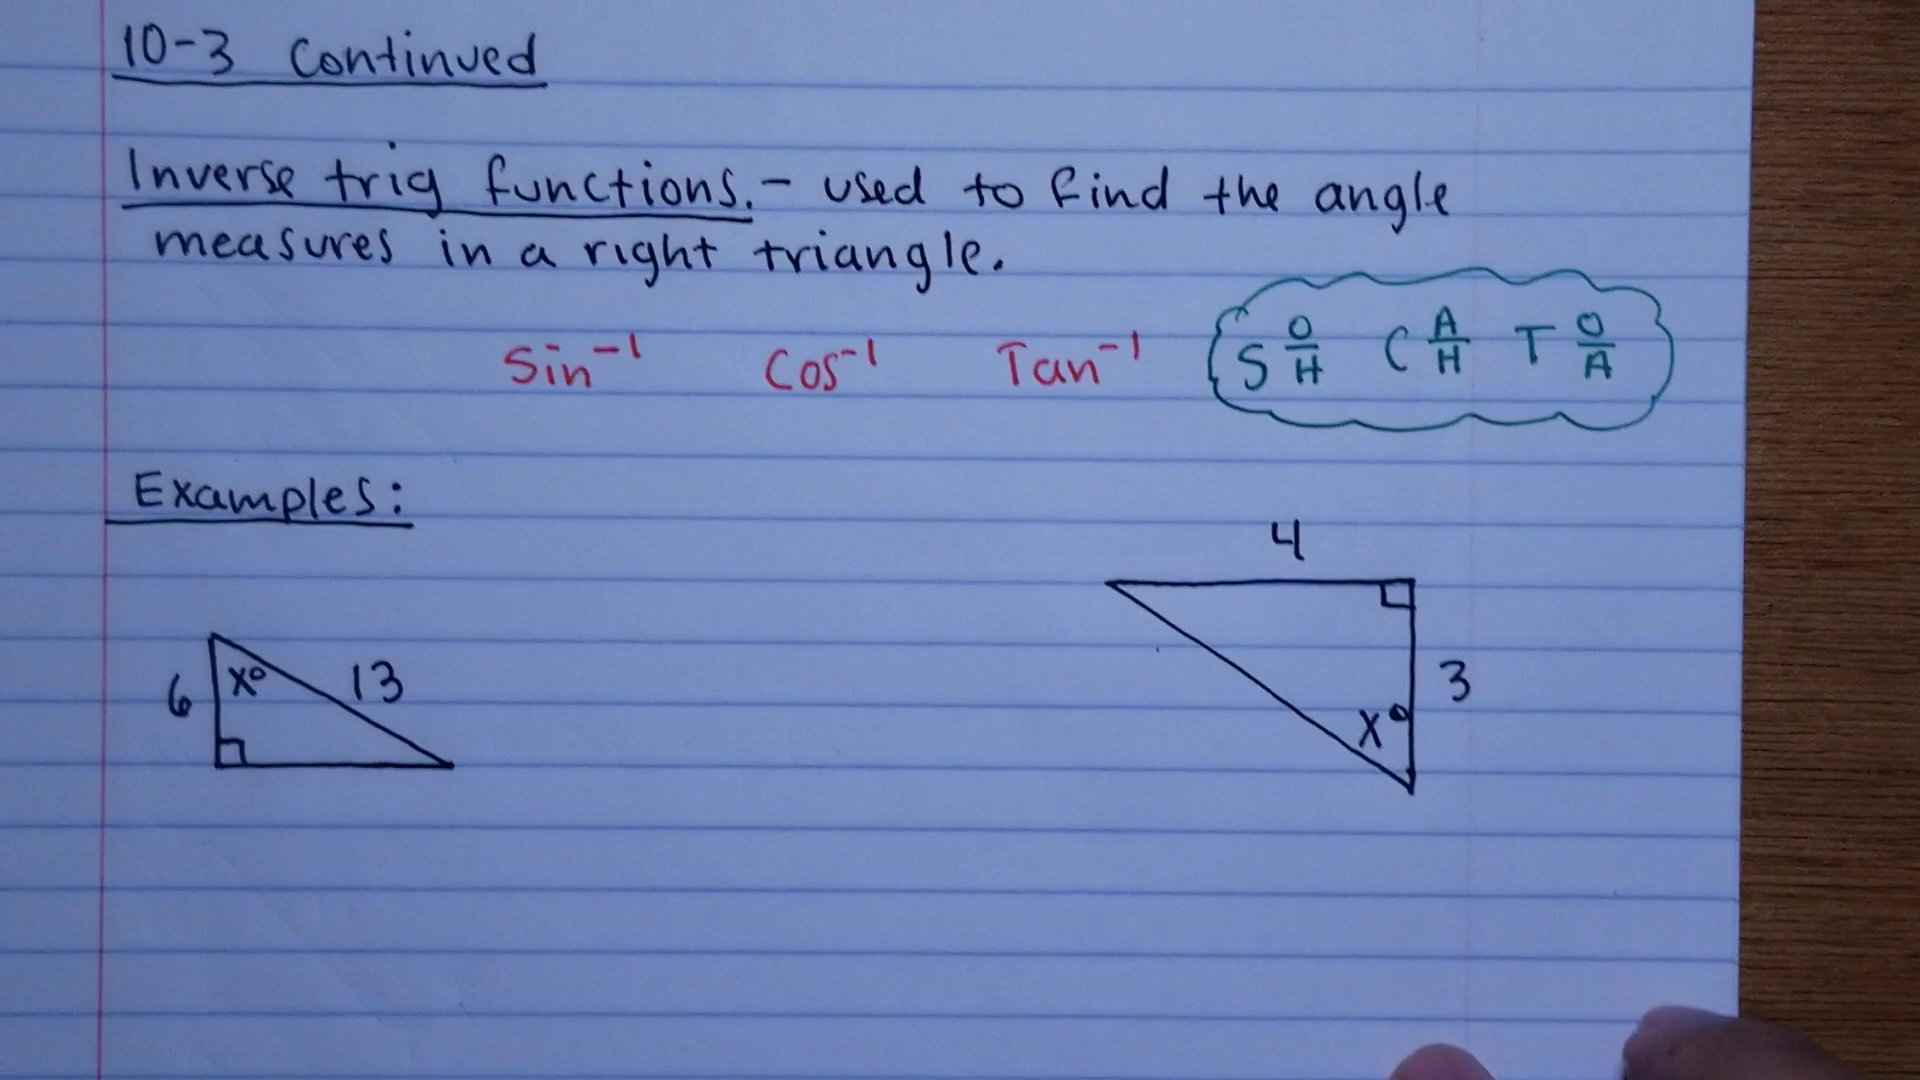 10-3 Continued
Inverse trig functions. - used to find the angle
measures in a right triangle.
Sin⁻¹ Cos⁻¹ Tan⁻¹ S O/H C A/H T O/A
Examples:
4
6 x° 13
3
x°